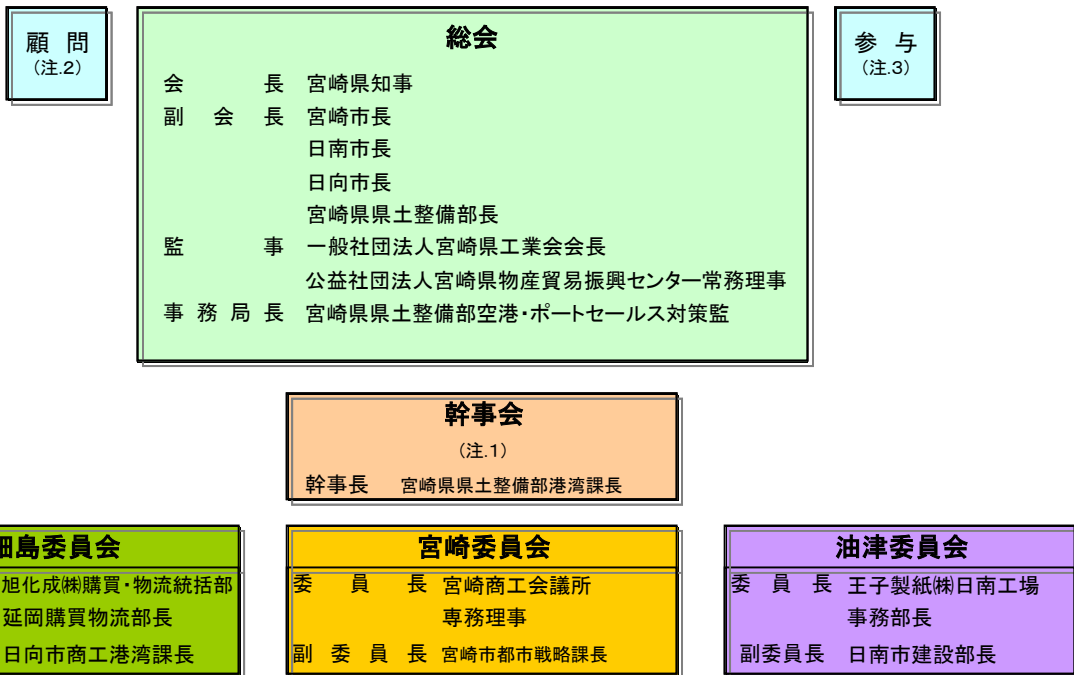 顧 問
（注.2）
総会
参 与
（注.3）
会 長 宮崎県知事
副 会 長 宮崎市長
日南市長
日向市長
宮崎県県土整備部長
監 事 一般社団法人宮崎県工業会会長
公益社団法人宮崎県物産貿易振興センター常務理事
事 務 局 長 宮崎県県土整備部空港・ポートセールス対策監
幹事会
（注.1）
幹事長 宮崎県県土整備部港湾課長
細島委員会
旭化成㈱購買・物流統括部
延岡購買物流部長
日向市商工港湾課長
宮崎委員会
委 員 長 宮崎商工会議所
専務理事
副 委 員 長 宮崎市都市戦略課長
油津委員会
委 員 長 王子製紙㈱日南工場
事務部長
副委員長 日南市建設部長